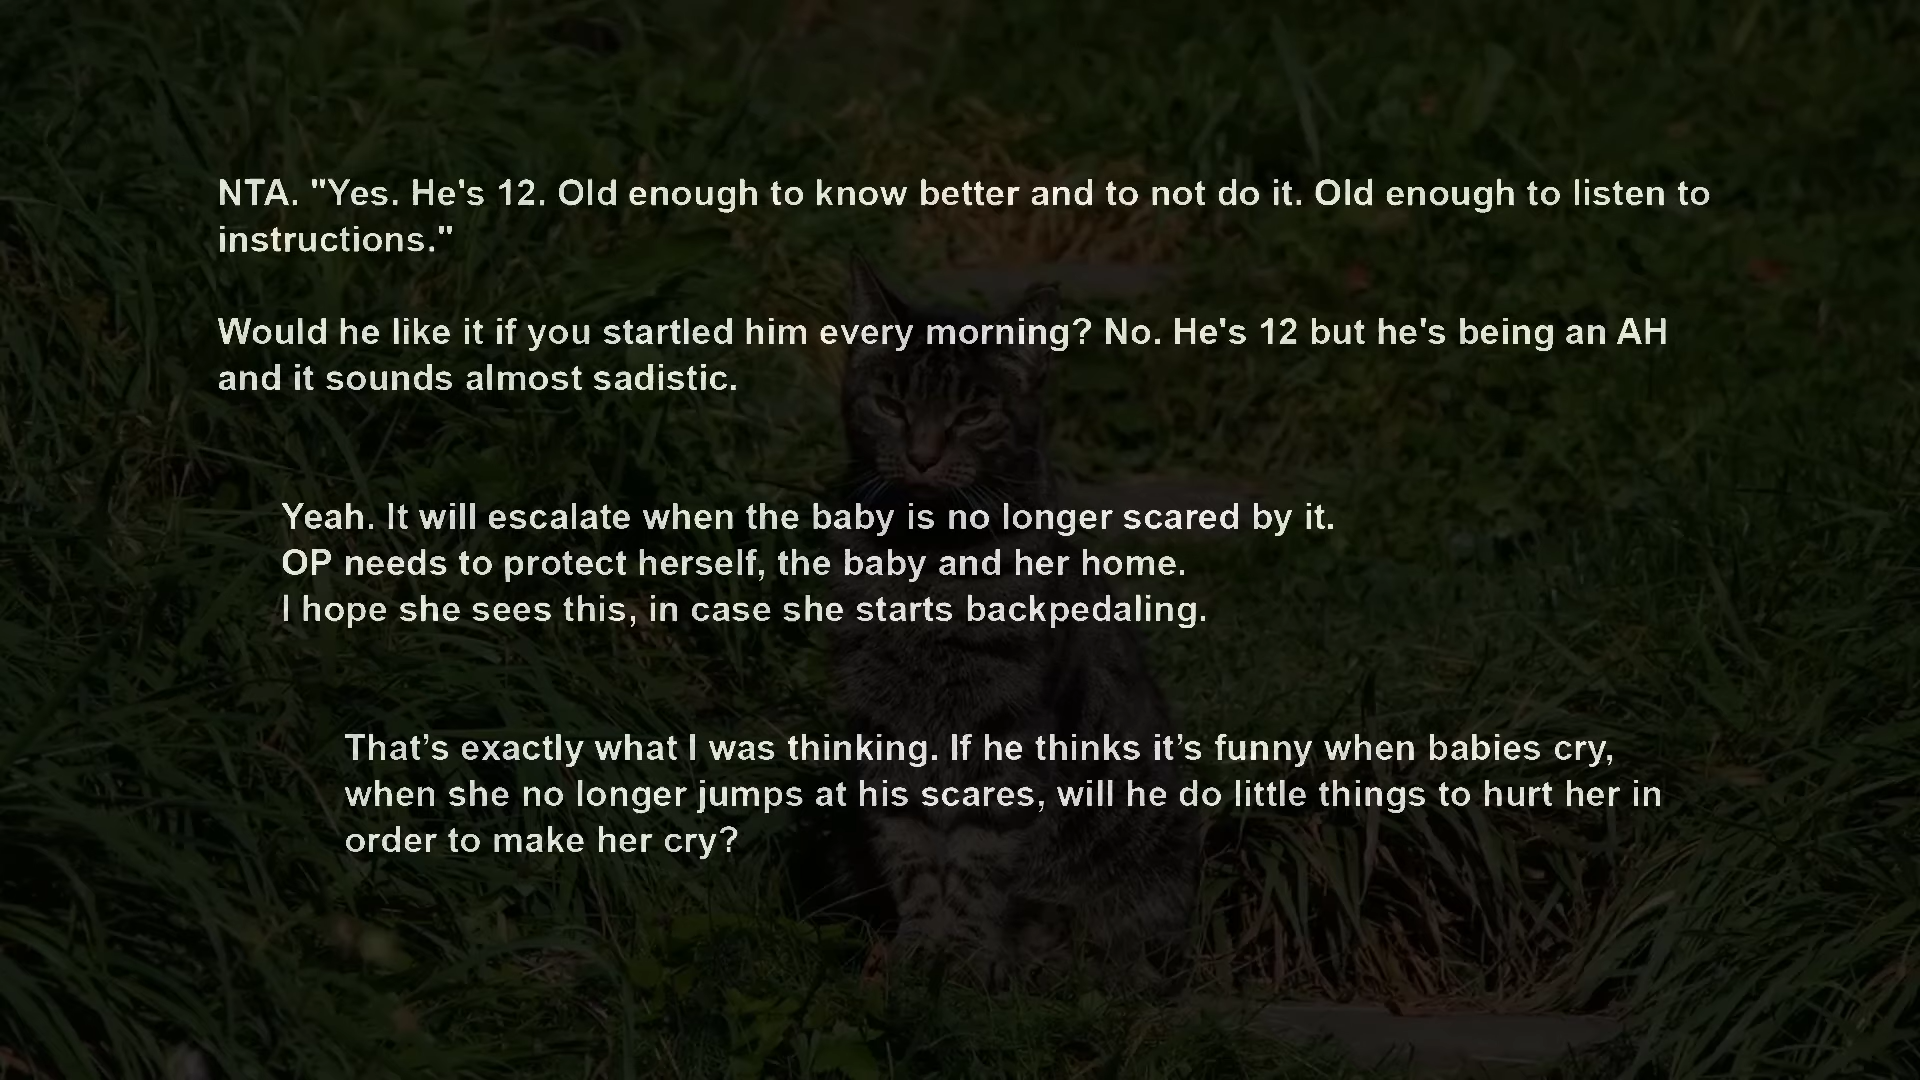 NTA. "Yes. He's 12. Old enough to know better and to not do it. Old enough to listen to
instructions."
Would he like it if you startled him every morning? No. He's 12 but he's being an AH
and it sounds almost sadistic.
Yeah. It will escalate when the baby is no longer scared by it.
OP needs to protect herself, the baby and her home.
I hope she sees this, in case she starts backpedaling.
That’s exactly what I was thinking. If he thinks it’s funny when babies cry,
when she no longer jumps at his scares, will he do little things to hurt her in
order to make her cry?